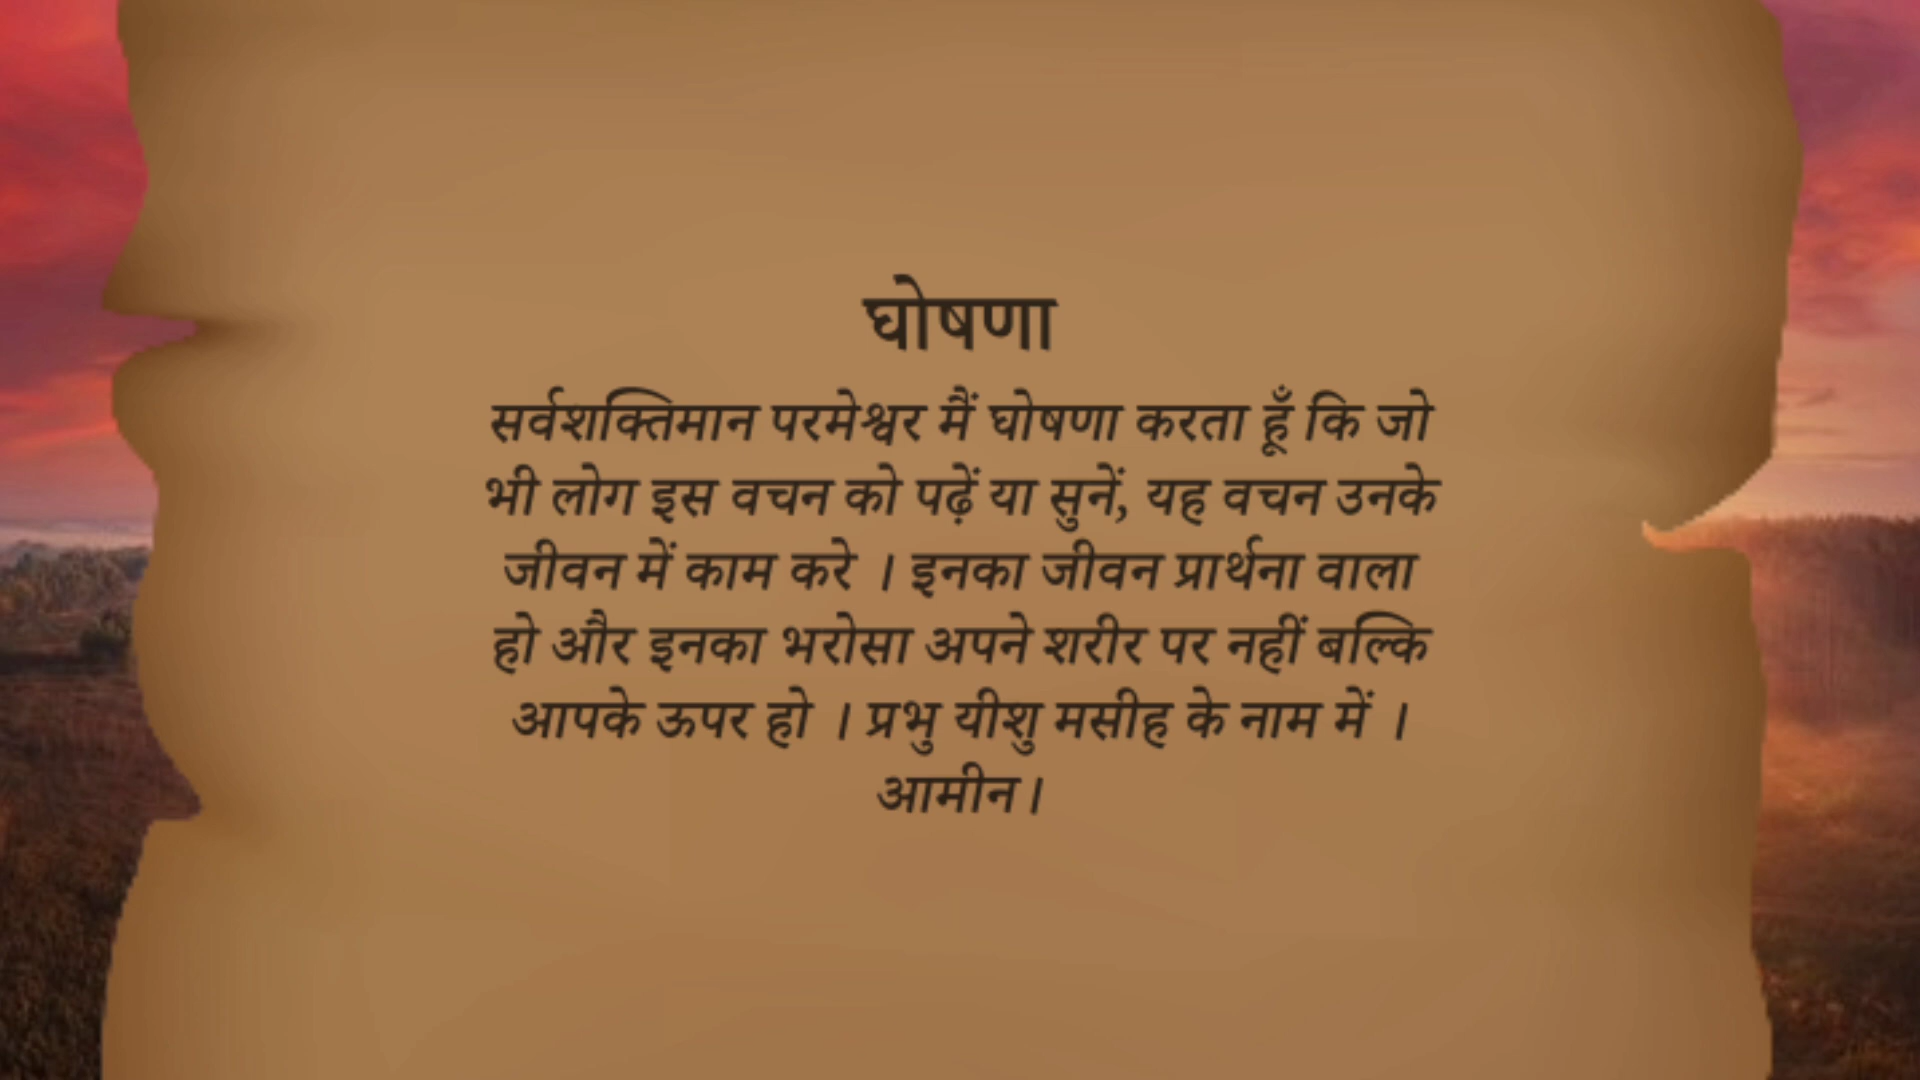 घोषणा
सर्वशक्तिमान परमेश्वर मैं घोषणा करता हूँ कि जो
भी लोग इस वचन को पढ़ें या सुनें, यह वचन उनके
जीवन में काम करे । इनका जीवन प्रार्थना वाला
हो और इनका भरोसा अपने शरीर पर नहीं बल्कि
आपके ऊपर हो । प्रभु यीशु मसीह के नाम में ।
आमीन।